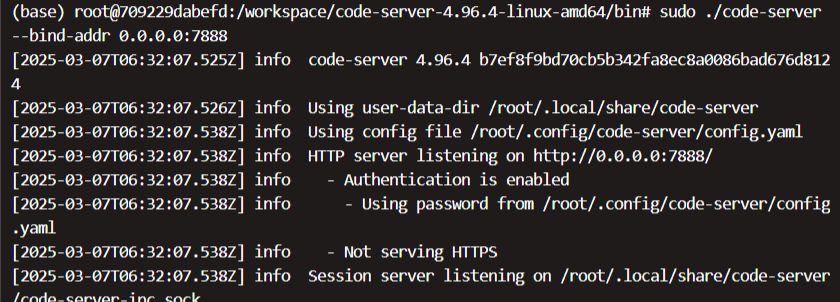 (base) root@709229dabefd:/workspace/code-server-4.96.4-linux-amd64/bin# sudo ./code-server
--bind-addr 0.0.0.0:7888
[2025-03-07T06:32:07.525Z] info  code-server 4.96.4 b7ef8f9bd70cb5b342fa8ec8a0086bad676d812
4
[2025-03-07T06:32:07.526Z] info  Using user-data-dir /root/.local/share/code-server
[2025-03-07T06:32:07.538Z] info  Using config file /root/.config/code-server/config.yaml
[2025-03-07T06:32:07.538Z] info  HTTP server listening on http://0.0.0.0:7888/
[2025-03-07T06:32:07.538Z] info    - Authentication is enabled
[2025-03-07T06:32:07.538Z] info      - Using password from /root/.config/code-server/config
.yaml
[2025-03-07T06:32:07.538Z] info    - Not serving HTTPS
[2025-03-07T06:32:07.538Z] info  Session server listening on /root/.local/share/code-server
/code-server-ipc.sock